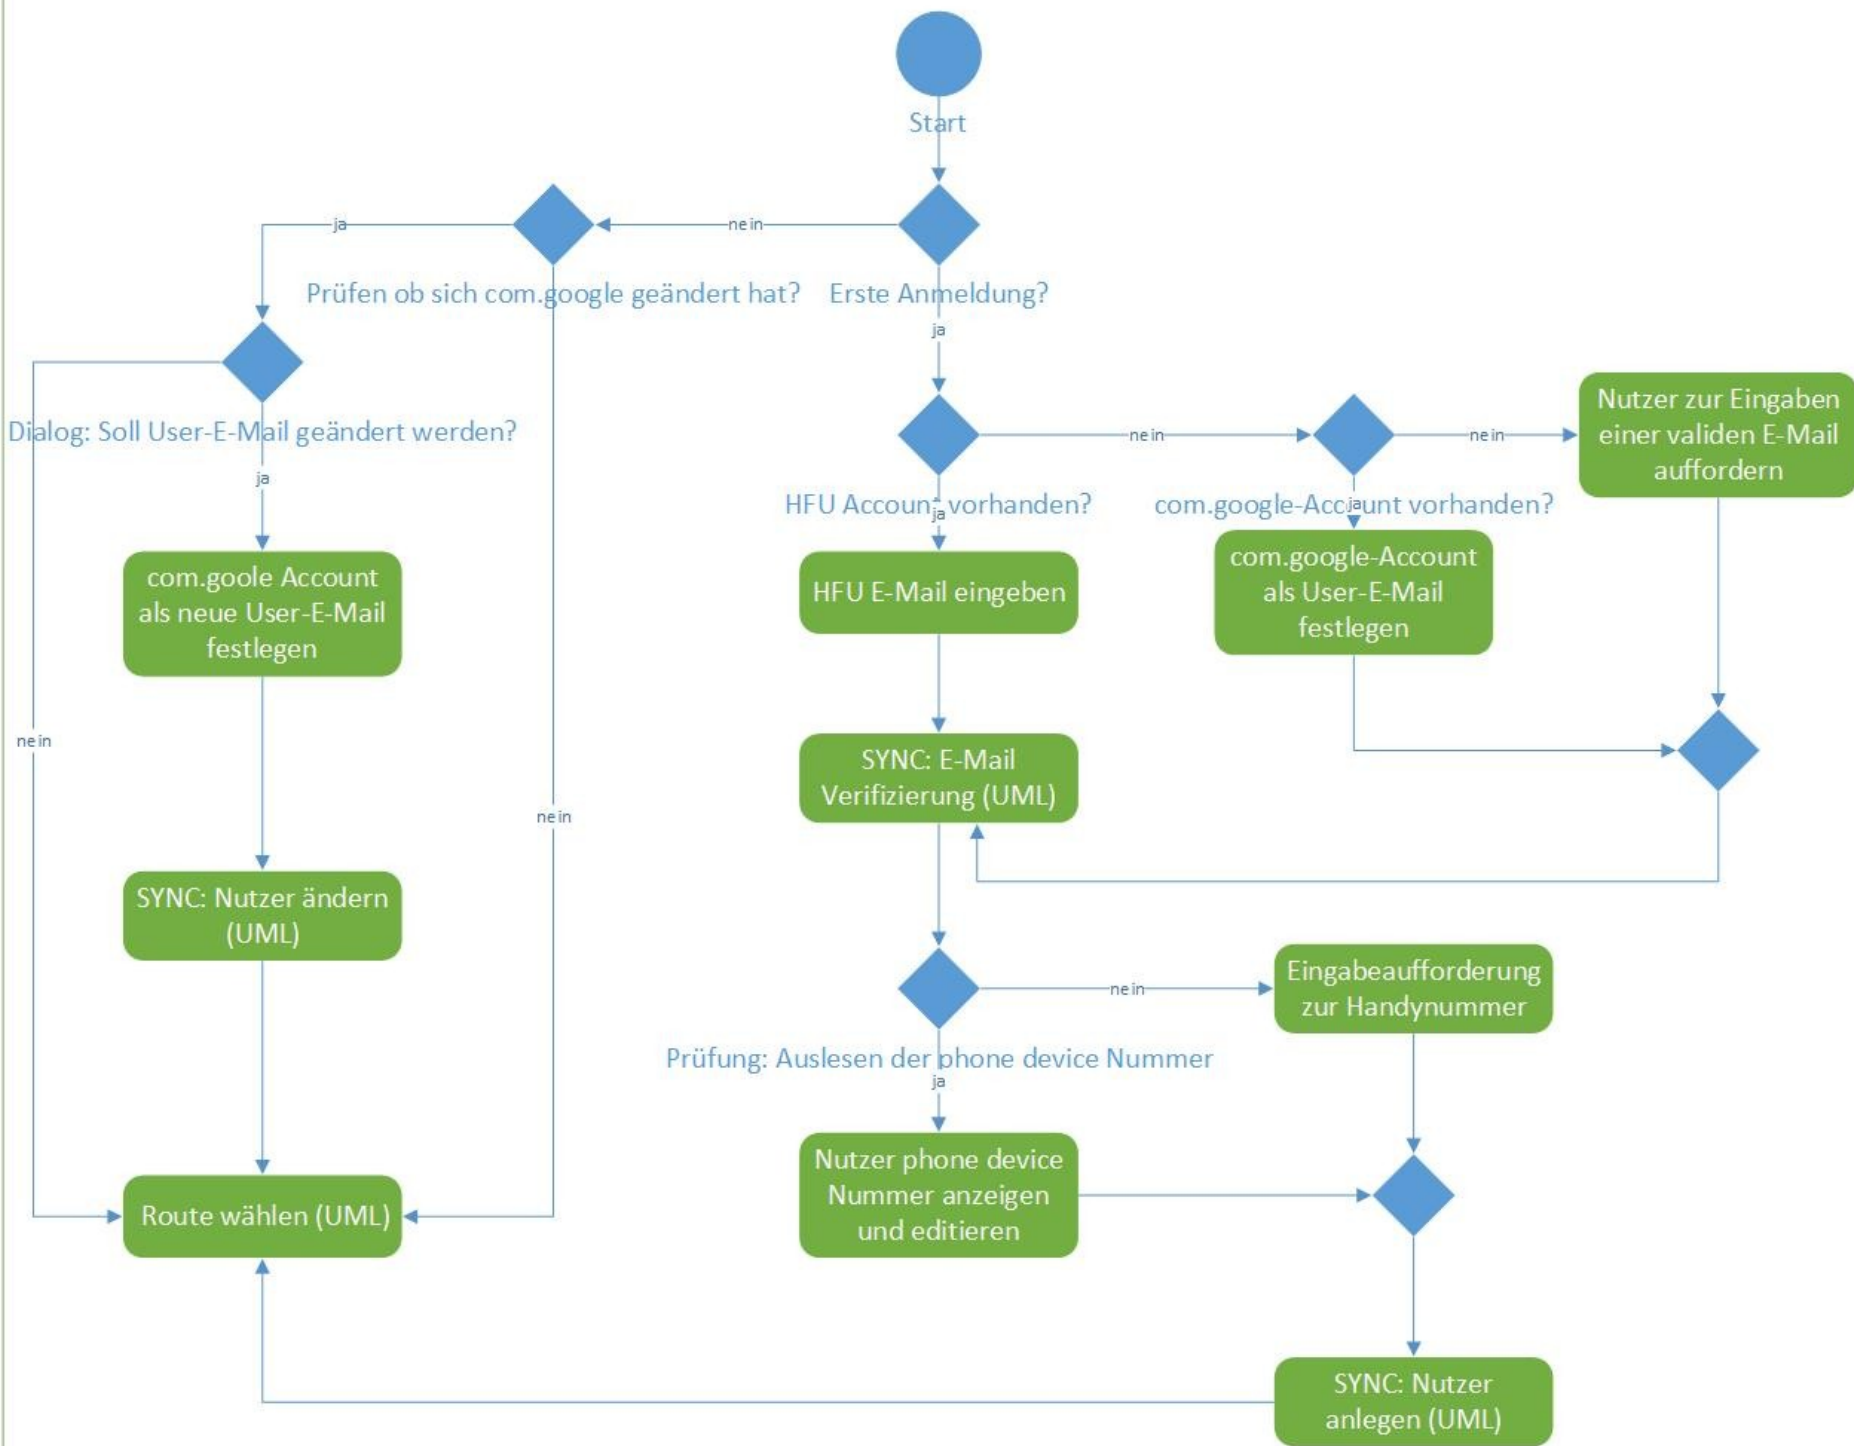 Start
ja
nein
Prüfen ob sich com.google geändert hat?
Erste Anmeldung?
ja
Dialog: Soll User-E-Mail geändert werden?
ja
nein
nein
Nutzer zur Eingaben
einer validen E-Mail
auffordern
HFU Account vorhanden?
ja
com.google-Account vorhanden?
ja
com.goole Account
als neue User-E-Mail
festlegen
HFU E-Mail eingeben
com.google-Account
als User-E-Mail
festlegen
nein
nein
SYNC: E-Mail
Verifizierung (UML)
SYNC: Nutzer ändern
(UML)
nein
Eingabeaufforderung
zur Handynummer
Prüfung: Auslesen der phone device Nummer
ja
Nutzer phone device
Nummer anzeigen
und editieren
Route wählen (UML)
SYNC: Nutzer
anlegen (UML)